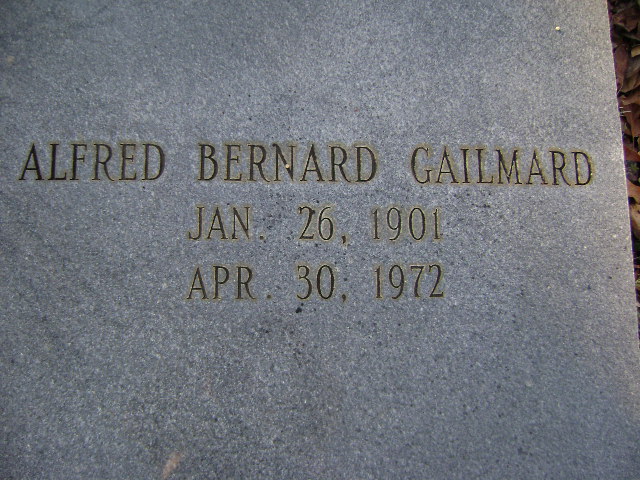 ALFRED BERNARD GAILMARD
JAN. 26, 1901
APR. 30, 1972